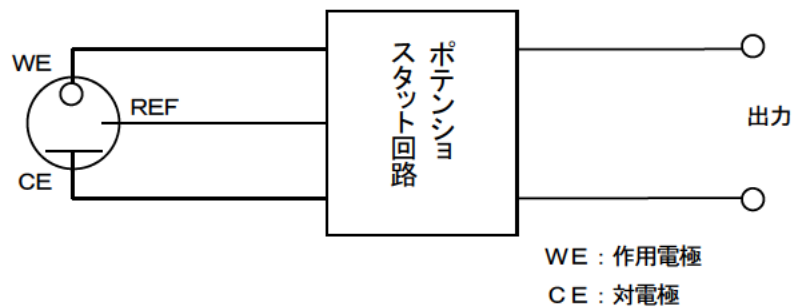 WE
REF
CE
ポテンショ
スタット回路
出力
WE：作用電極
CE：対電極